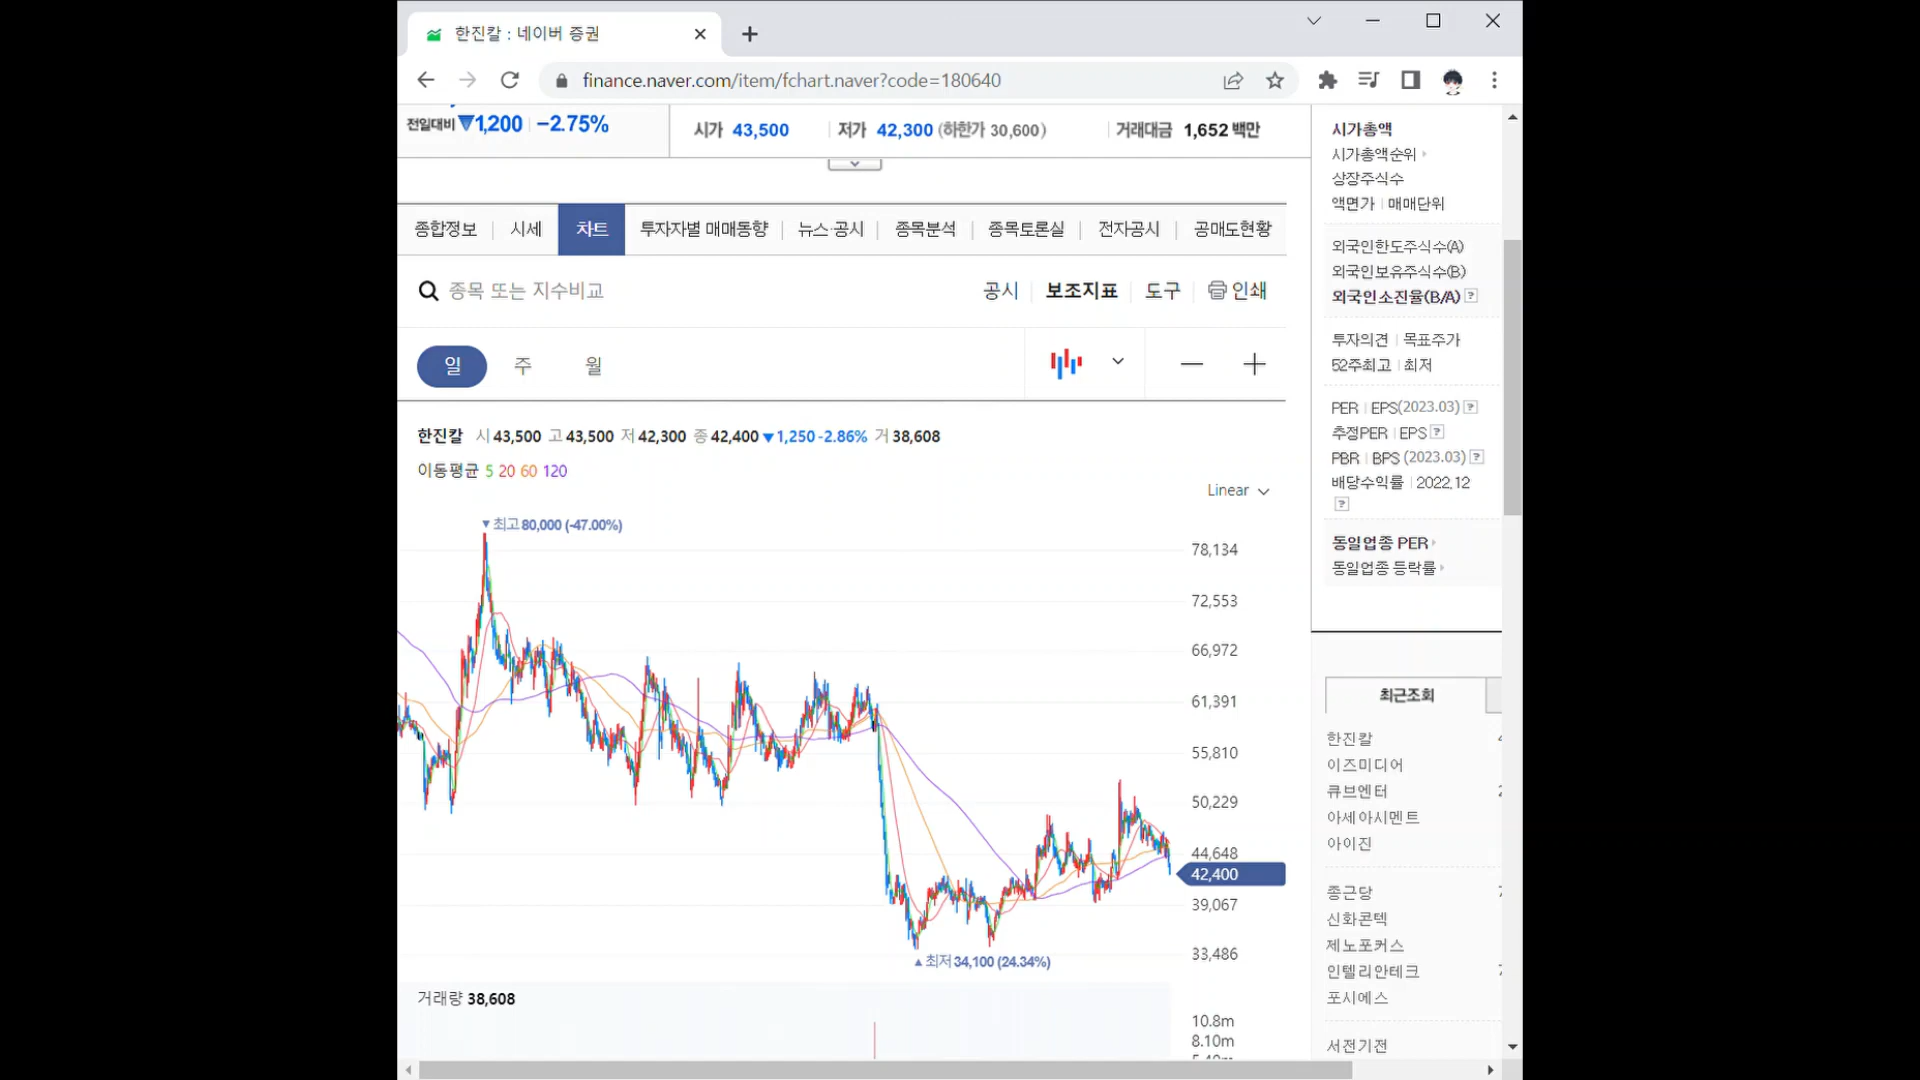 한진칼 : 네이버 증권
finance.naver.com/item/fchart.naver?code=180640
전일대비 ▼1,200 −2.75%
시가 43,500
저가 42,300 (하한가 30,600)
거래대금 1,652 백만
종합정보 시세 차트 투자자별 매매동향 뉴스·공시 종목분석 종목토론실 전자공시 공매도현황
종목 또는 지수비교
공시 보조지표 도구 인쇄
일 주 월
한진칼 시 43,500 고 43,500 저 42,300 종 42,400 ▼1,250 -2.86% 거 38,608
이동평균 5 20 60 120
Linear
▼최고 80,000 (-47.00%)
78,134
72,553
66,972
61,391
55,810
50,229
44,648
42,400
39,067
33,486
▲최저 34,100 (24.34%)
거래량 38,608
10.8m
8.10m
시가총액
시가총액순위
상장주식수
액면가 매매단위
외국인한도주식수(A)
외국인보유주식수(B)
외국인소진율(B/A) ?
투자의견 목표주가
52주최고 최저
PER EPS(2023.03) ?
추정PER EPS ?
PBR BPS (2023.03) ?
배당수익률 2022.12
?
동일업종 PER
동일업종 등락률
최근조회
한진칼
이즈미디어
큐브엔터
아세아시멘트
아이진
종근당
신화콘텍
제노포커스
인텔리안테크
포시에스
서전기전